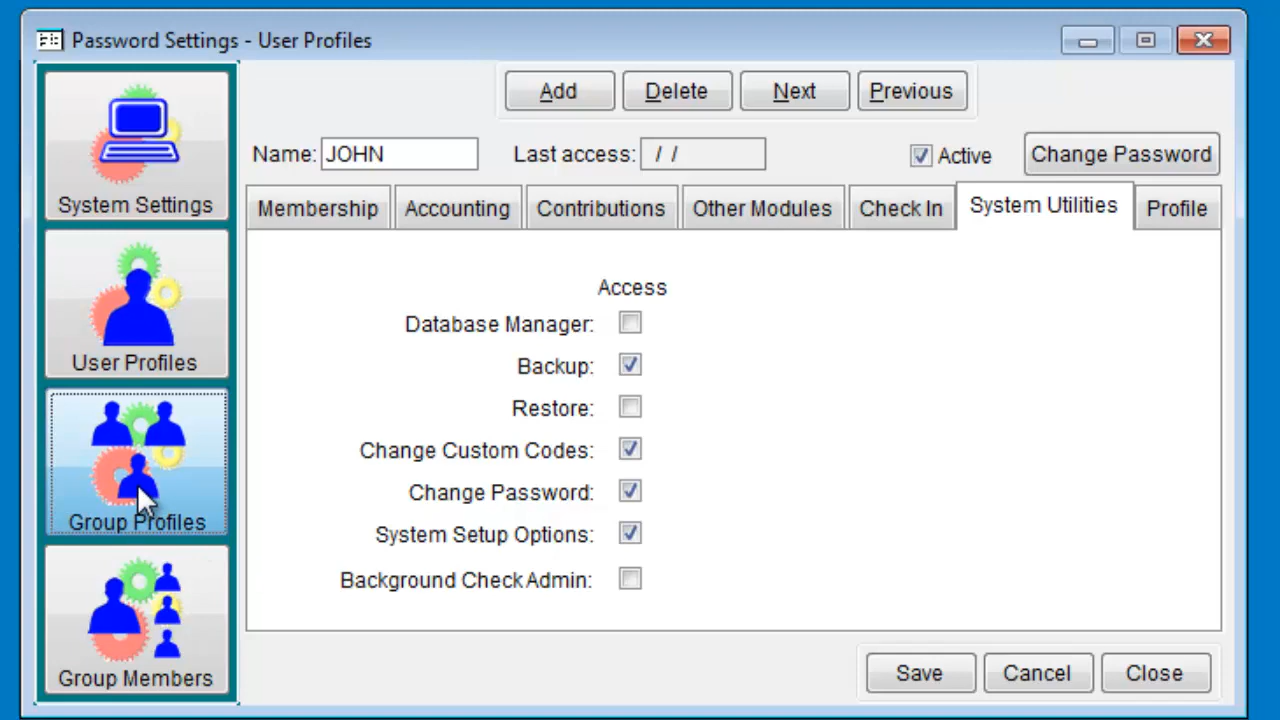 Password Settings - User Profiles
Add Delete Next Previous
Name: JOHN Last access: / / Active Change Password
Membership Accounting Contributions Other Modules Check In System Utilities Profile
System Settings
User Profiles
Group Profiles
Group Members
Access
Database Manager:
Backup:
Restore:
Change Custom Codes:
Change Password:
System Setup Options:
Background Check Admin:
Save Cancel Close